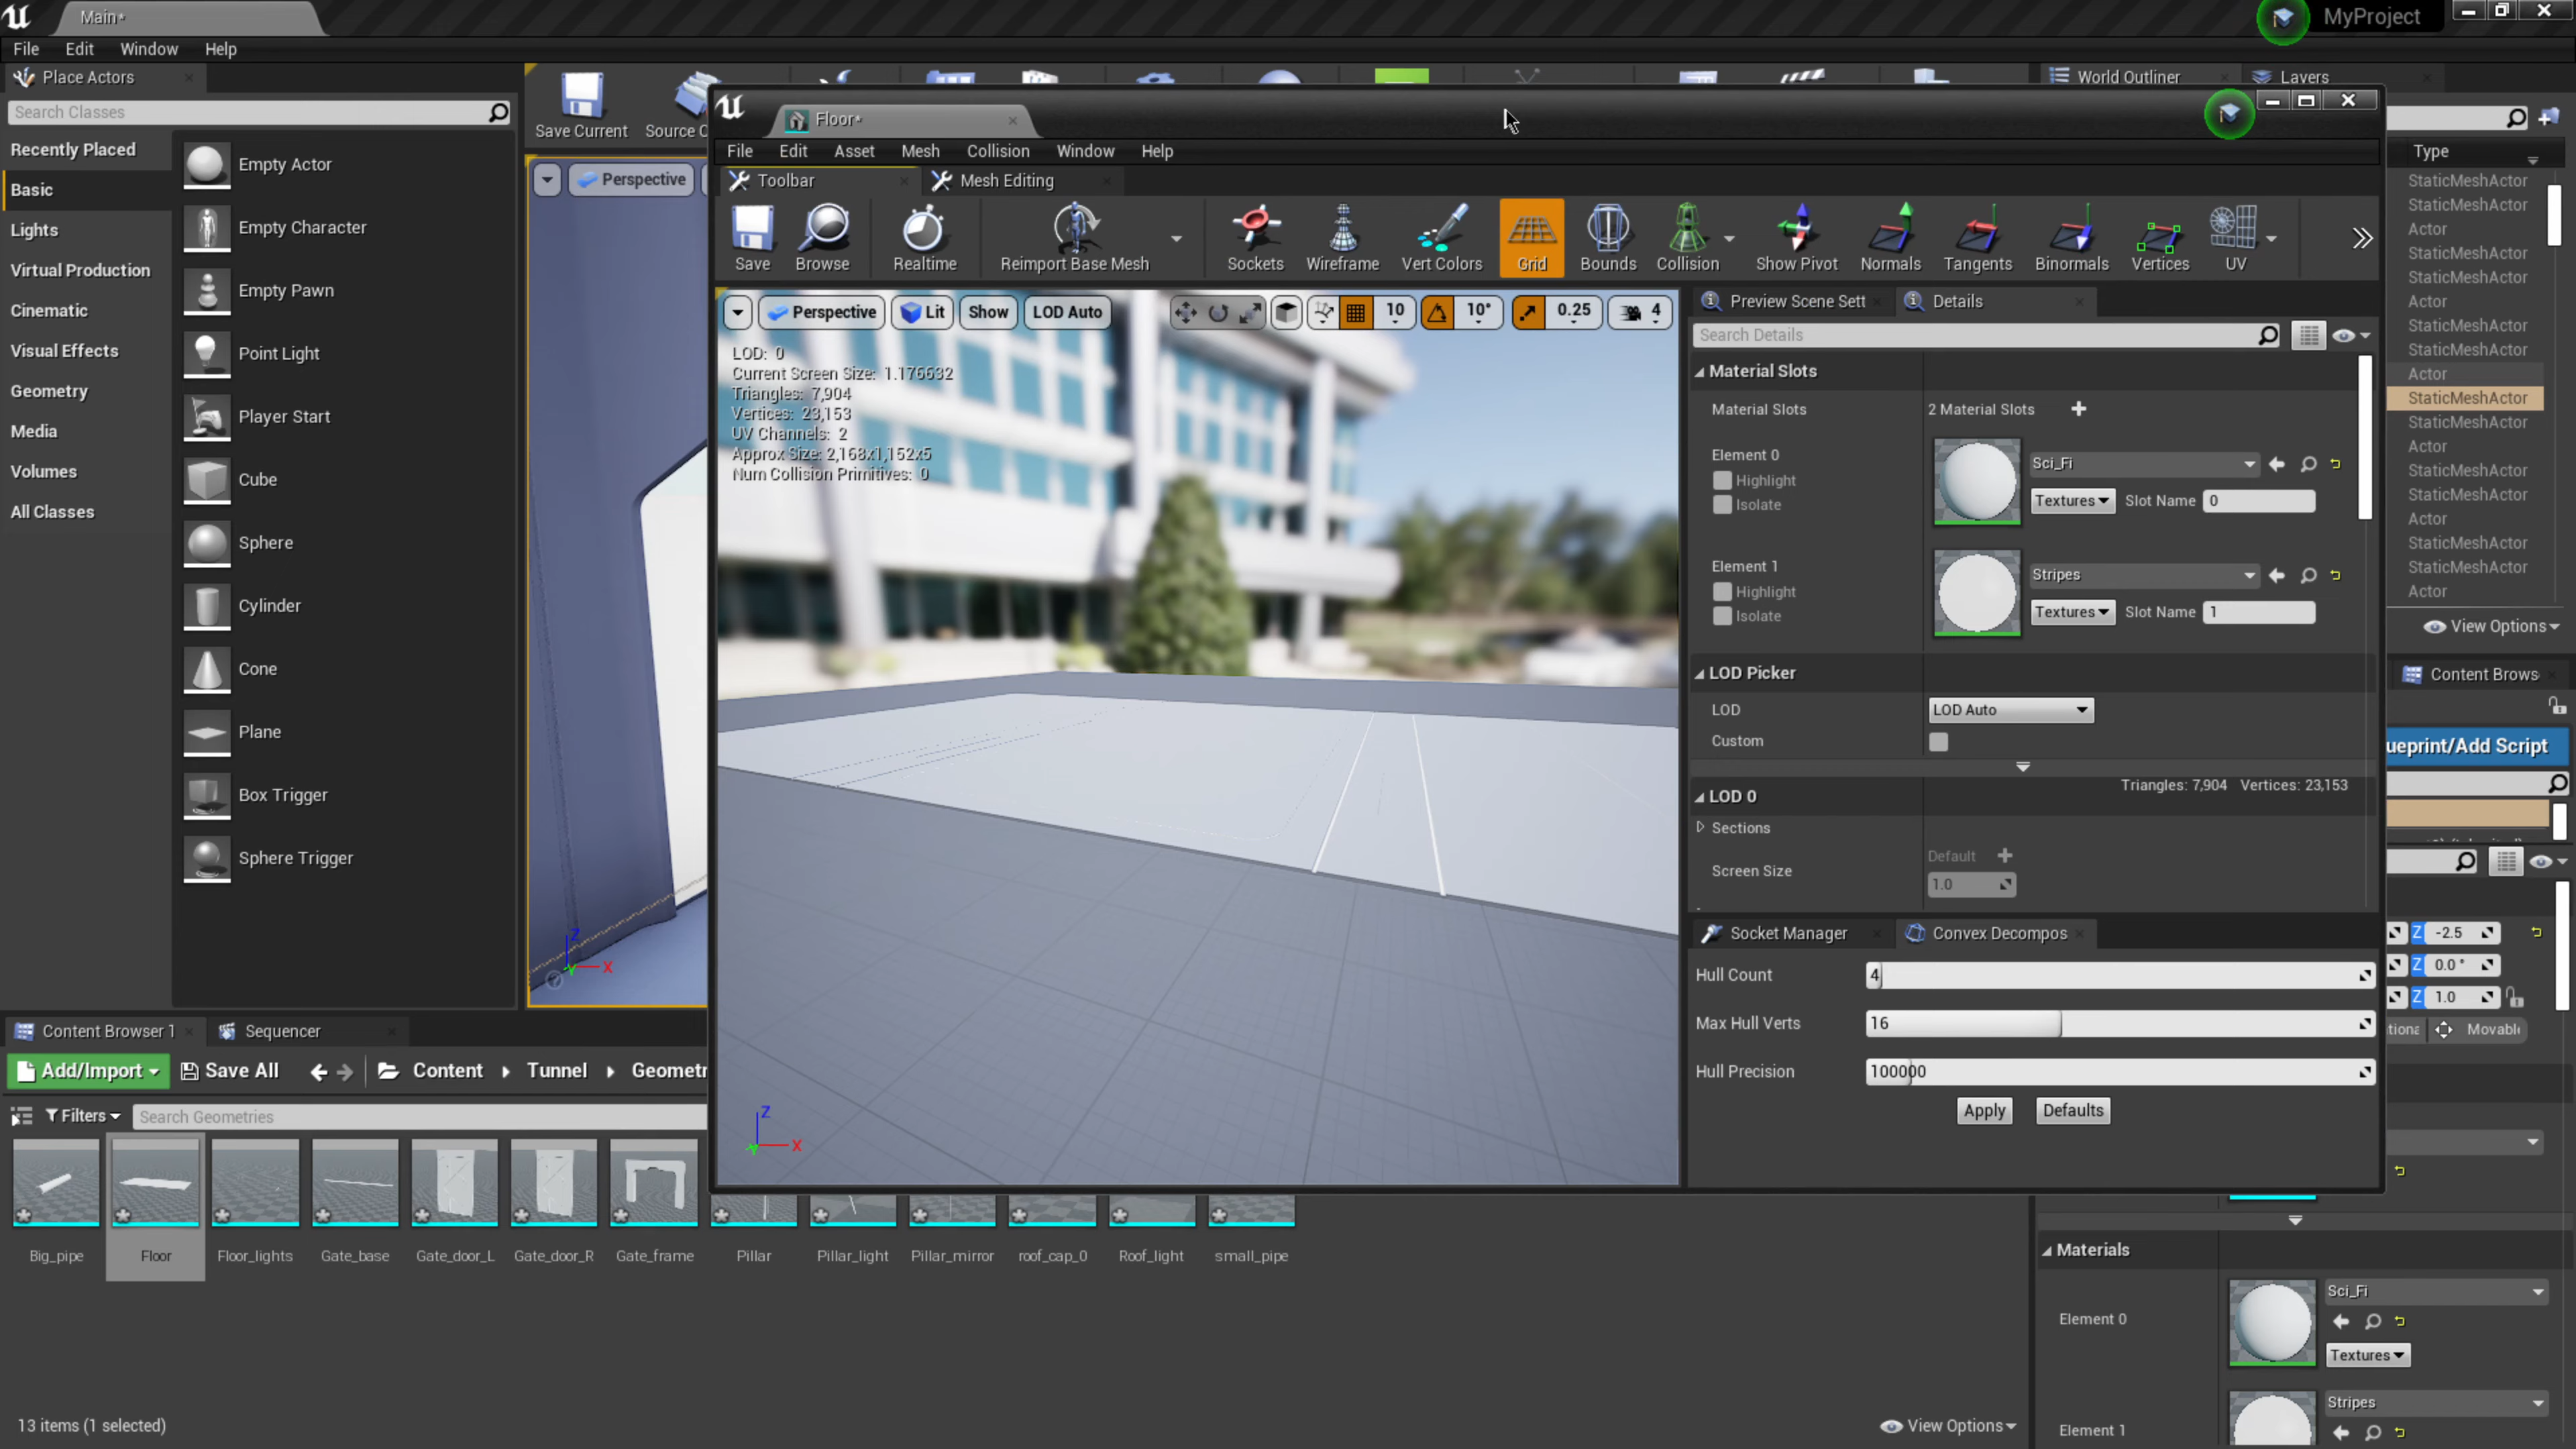 Main*
MyProject
File Edit Window Help
Place Actors
World Outliner
Layers
Search Classes
Save Current
Floor*
Type
Recently Placed
Basic
Lights
Virtual Production
Cinematic
Visual Effects
Geometry
Media
Volumes
All Classes
Empty Actor
Empty Character
Empty Pawn
Point Light
Player Start
Cube
Sphere
Cylinder
Cone
Plane
Box Trigger
Sphere Trigger
Perspective
File Edit Asset Mesh Collision Window Help
Toolbar
Mesh Editing
Save
Browse
Realtime
Reimport Base Mesh
Sockets
Wireframe
Vert Colors
Grid
Bounds
Collision
Show Pivot
Normals
Tangents
Binormals
Vertices
UV
Perspective
Lit
Show
LOD Auto
10
10°
0.25
4
LOD: 0
Current Screen Size: 1.176632
Triangles: 7,904
Vertices: 23,153
UV Channels: 2
Approx Size: 2,168x1,152x5
Num Collision Primitives: 0
Z
X
Y
Z
X
Y
Preview Scene Sett
Details
Search Details
Material Slots
Material Slots
2 Material Slots
Element 0
Highlight
Isolate
Sci_Fi
Textures
Slot Name
0
Element 1
Highlight
Isolate
Stripes
Textures
Slot Name
1
LOD Picker
LOD
LOD Auto
Custom
LOD 0
Triangles: 7,904 Vertices: 23,153
Sections
Screen Size
Default
1.0
Socket Manager
Convex Decompos
Hull Count
4
Max Hull Verts
16
Hull Precision
100000
Apply
Defaults
StaticMeshActor
StaticMeshActor
Actor
StaticMeshActor
StaticMeshActor
Actor
StaticMeshActor
StaticMeshActor
Actor
StaticMeshActor
StaticMeshActor
Actor
StaticMeshActor
StaticMeshActor
Actor
StaticMeshActor
StaticMeshActor
Actor
View Options
Content Brows
ueprint/Add Script
Z -2.5
Z 0.0 °
Z 1.0
Movabl
Content Browser 1
Sequencer
Add/Import
Save All
Content
Tunnel
Geometr
Filters
Search Geometries
Big_pipe
Floor
Floor_lights
Gate_base
Gate_door_L
Gate_door_R
Gate_frame
Pillar
Pillar_light
Pillar_mirror
roof_cap_0
Roof_light
small_pipe
13 items (1 selected)
View Options
Materials
Element 0
Sci_Fi
Textures
Element 1
Stripes